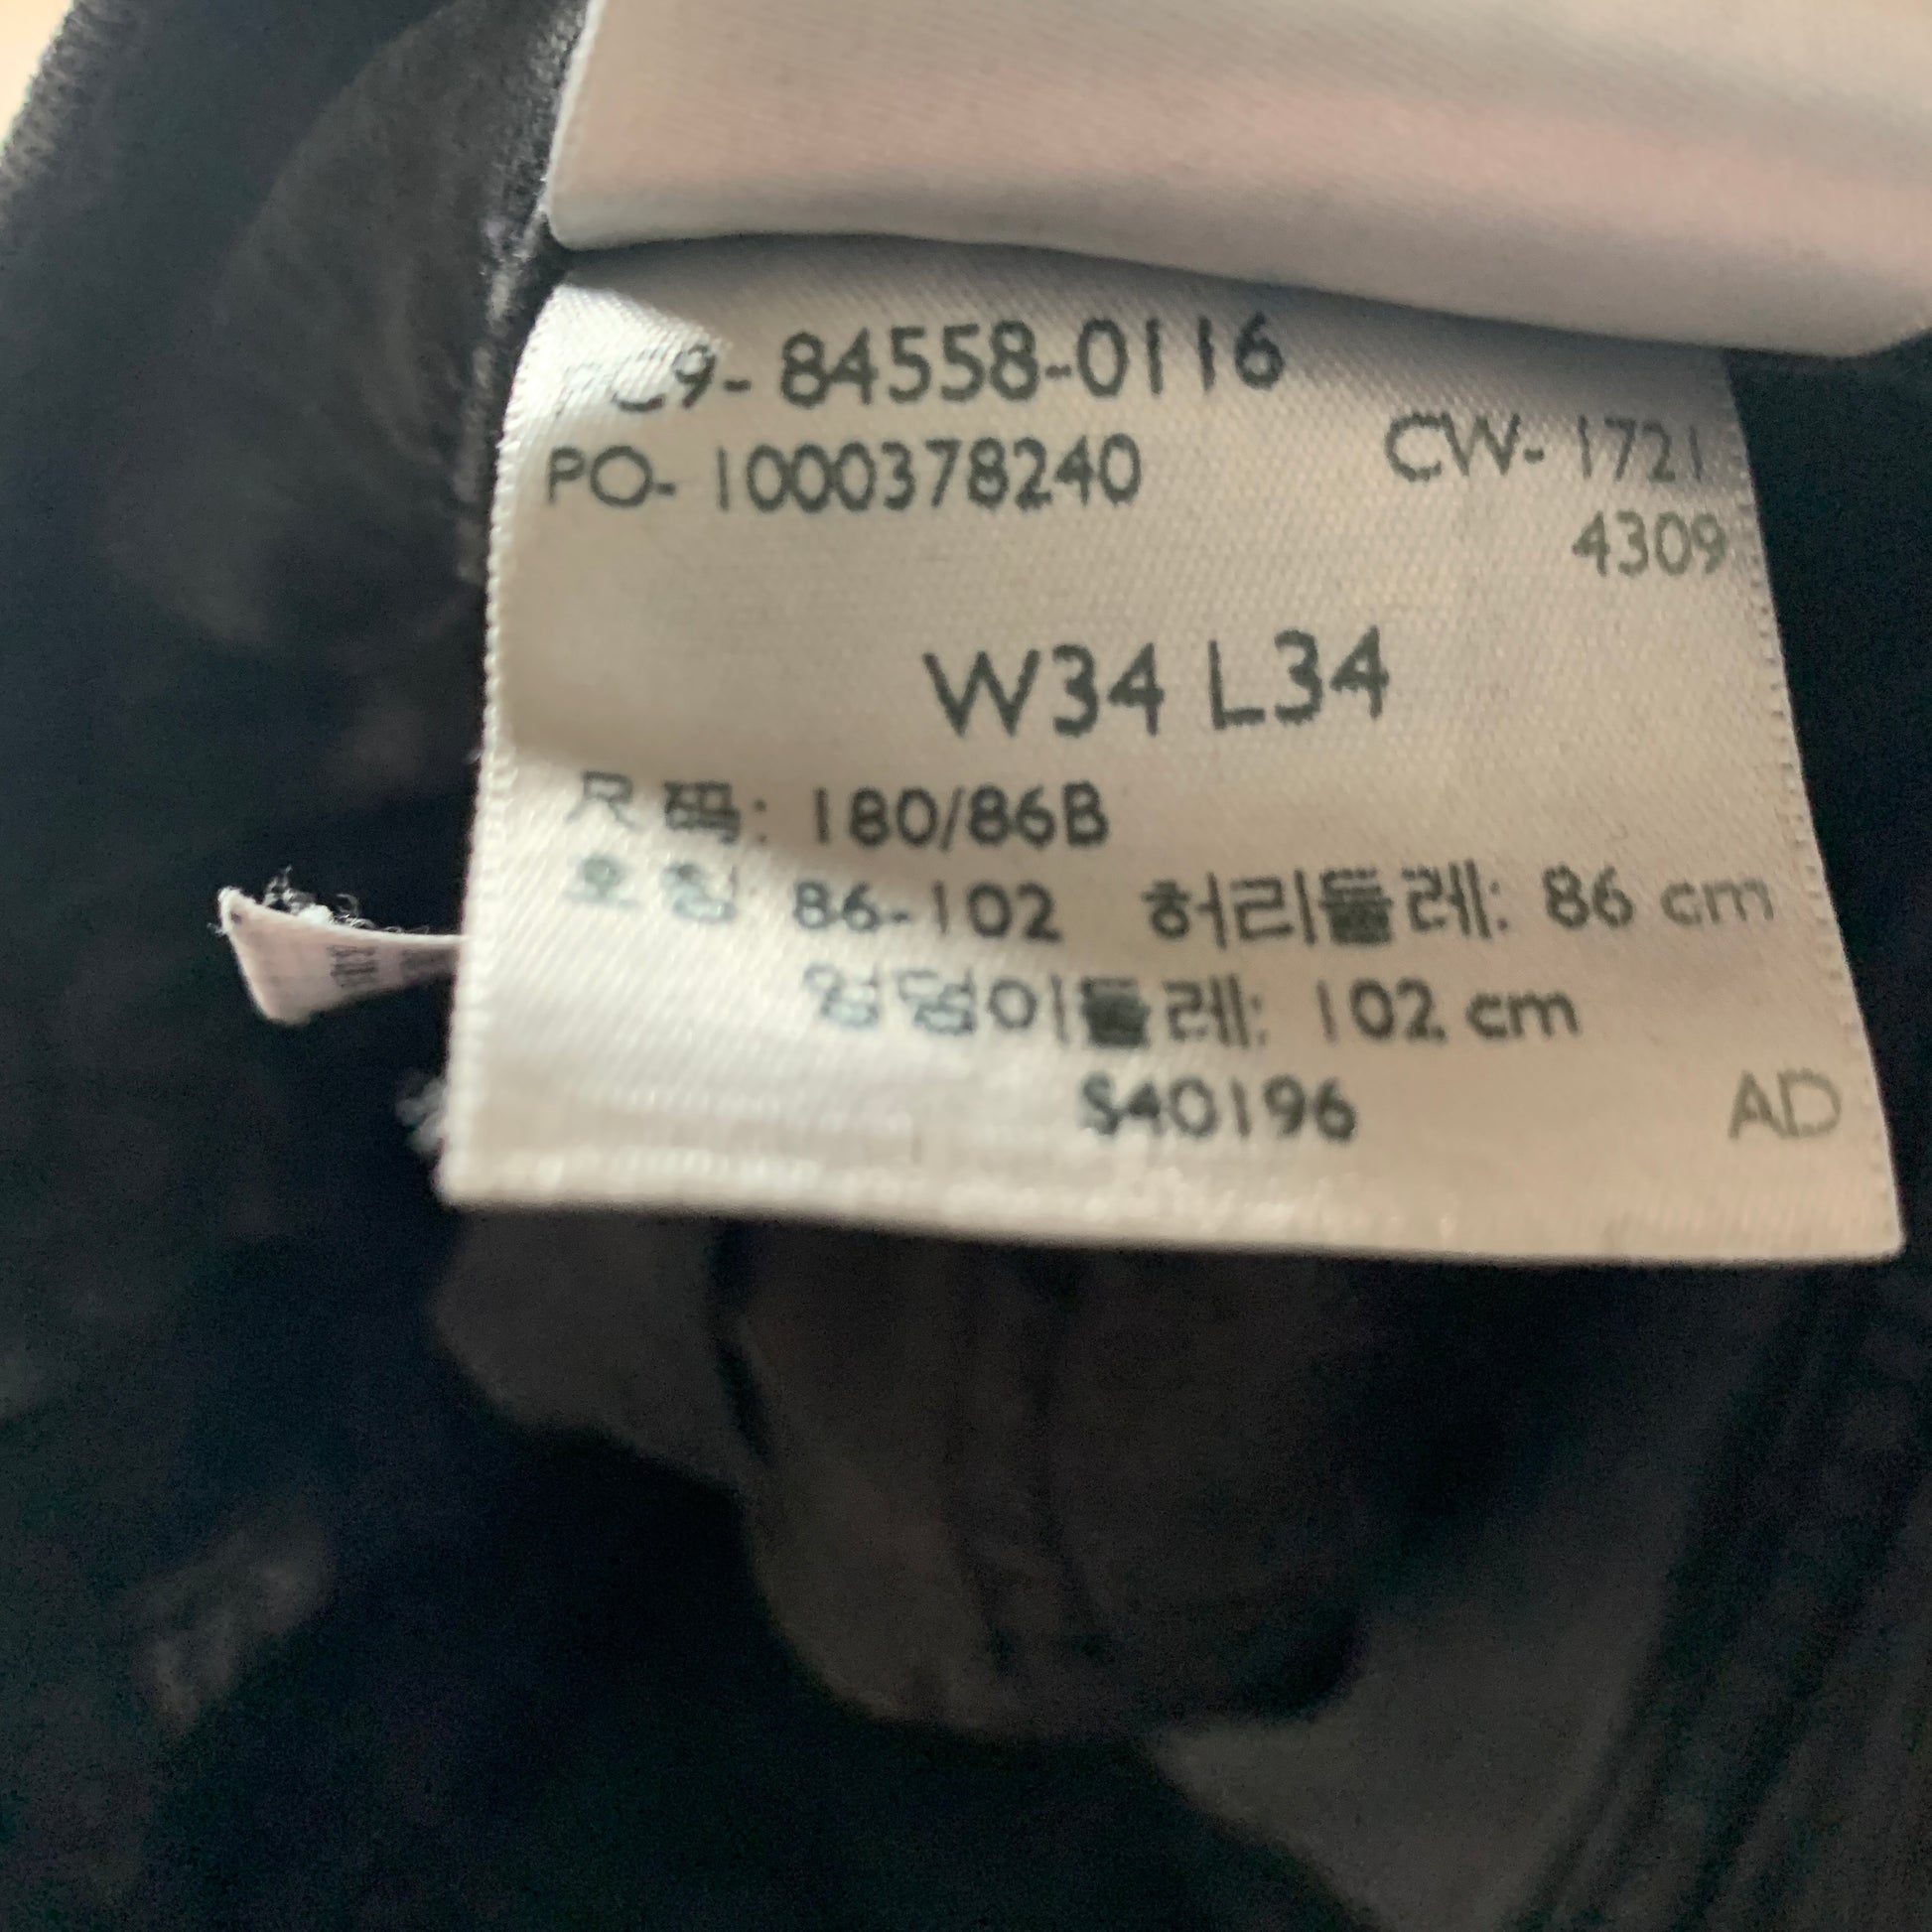 PC9- 84558-0116
PO- 1000378240 CW- 1721
4309
W34 L34
尺码: 180/86B
호칭: 86-102 허리둘레: 86 cm
엉덩이둘레: 102 cm
S40196 AD